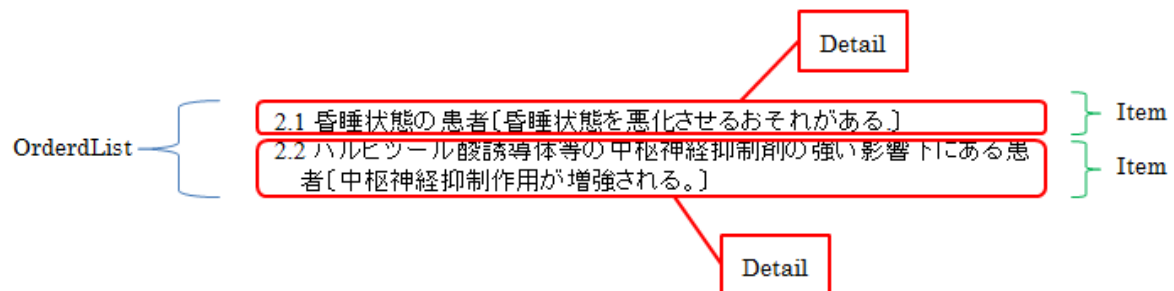 Detail
2.1 昏睡状態の患者〔昏睡状態を悪化させるおそれがある.〕
Item
OrderdList
2.2 バルビツール酸誘導体等の中枢神経抑制剤の強い影響下にある患
者〔中枢神経抑制作用が増強される。〕
Item
Detail